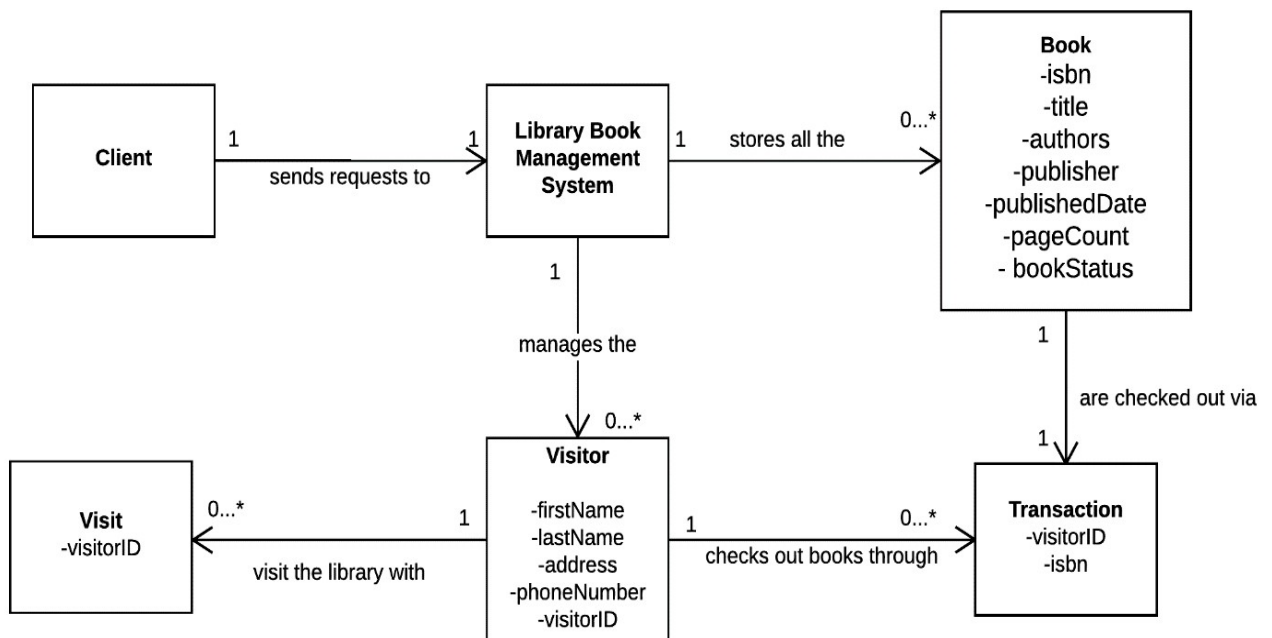 Client
1
1
sends requests to
Library Book
Management
System
1
stores all the
0...*
Book
-isbn
-title
-authors
-publisher
-publishedDate
-pageCount
- bookStatus
1
manages the
0...*
1
are checked out via
1
Visit
-visitorID
0...*
1
visit the library with
Visitor
-firstName
-lastName
-address
-phoneNumber
-visitorID
1
0...*
checks out books through
Transaction
-visitorID
-isbn